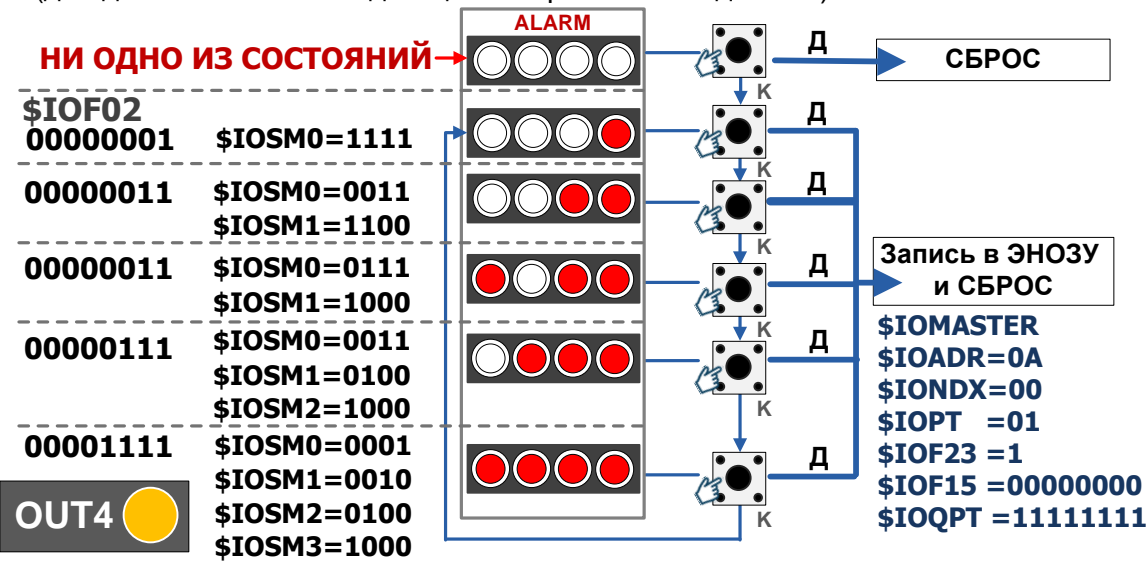 ALARM
НИ ОДНО ИЗ СОСТОЯНИЙ
Д
СБРОС
К
$IOF02
00000001 $IOSM0=1111
Д
К
00000011 $IOSM0=0011
$IOSM1=1100
Д
К
00000011 $IOSM0=0111
$IOSM1=1000
Д
Запись в ЭНОЗУ
и СБРОС
К
00000111 $IOSM0=0011
$IOSM1=0100
$IOSM2=1000
Д
К
$IOMASTER
$IOADR=0A
$IONDX=00
$IOPT =01
$IOF23 =1
$IOF15 =00000000
$IOQPT =11111111
00001111 $IOSM0=0001
$IOSM1=0010
$IOSM2=0100
$IOSM3=1000
Д
К
OUT4